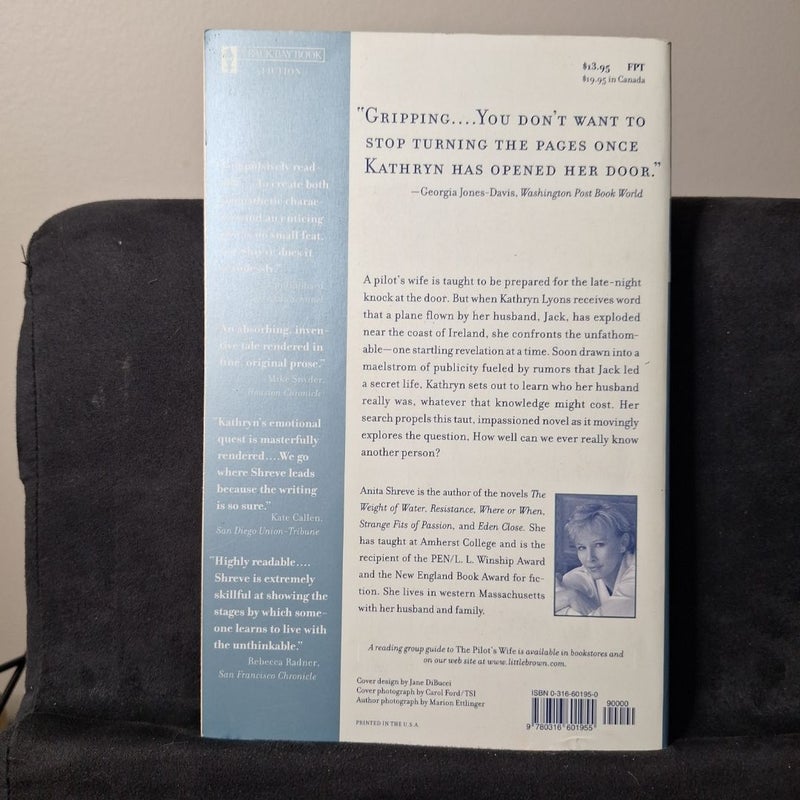 BACK BAY BOOK
FICTION
to create both
and an enticing
no small feat.
"An absorbing, inven-
tive tale rendered in
fine, original prose."
Mike Snyder,
Houston Chronicle
"Kathryn's emotional
quest is masterfully
rendered....We go
where Shreve leads
because the writing
is so sure."
Kate Callen,
San Diego Union-Tribune
"Highly readable....
Shreve is extremely
skillful at showing the
stages by which some-
one learns to live with
the unthinkable."
Rebecca Radner,
San Francisco Chronicle
$13.95 FPT
$19.95 in Canada
"Gripping....You don't want to
stop turning the pages once
Kathryn has opened her door."
—Georgia Jones-Davis, Washington Post Book World
A pilot's wife is taught to be prepared for the late-night
knock at the door. But when Kathryn Lyons receives word
that a plane flown by her husband, Jack, has exploded
near the coast of Ireland, she confronts the unfathom-
able—one startling revelation at a time. Soon drawn into a
maelstrom of publicity fueled by rumors that Jack led
a secret life, Kathryn sets out to learn who her husband
really was, whatever that knowledge might cost. Her
search propels this taut, impassioned novel as it movingly
explores the question, How well can we ever really know
another person?
Anita Shreve is the author of the novels The
Weight of Water, Resistance, Where or When,
Strange Fits of Passion, and Eden Close. She
has taught at Amherst College and is the
recipient of the PEN/L. L. Winship Award
and the New England Book Award for fic-
tion. She lives in western Massachusetts
with her husband and family.
A reading group guide to The Pilot's Wife is available in bookstores and
on our web site at www.littlebrown.com.
Cover design by Jane DiBucci
Cover photograph by Carol Ford/TSI
Author photograph by Marion Ettlinger
PRINTED IN THE U.S.A
ISBN 0-316-60195-0
90000
9 780316 601955